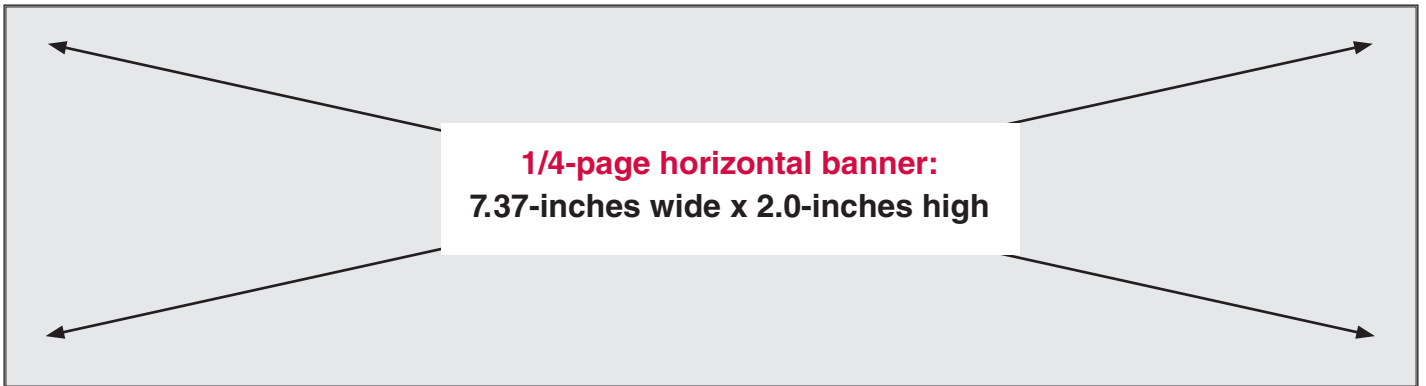 1/4-page horizontal banner:
7.37-inches wide x 2.0-inches high